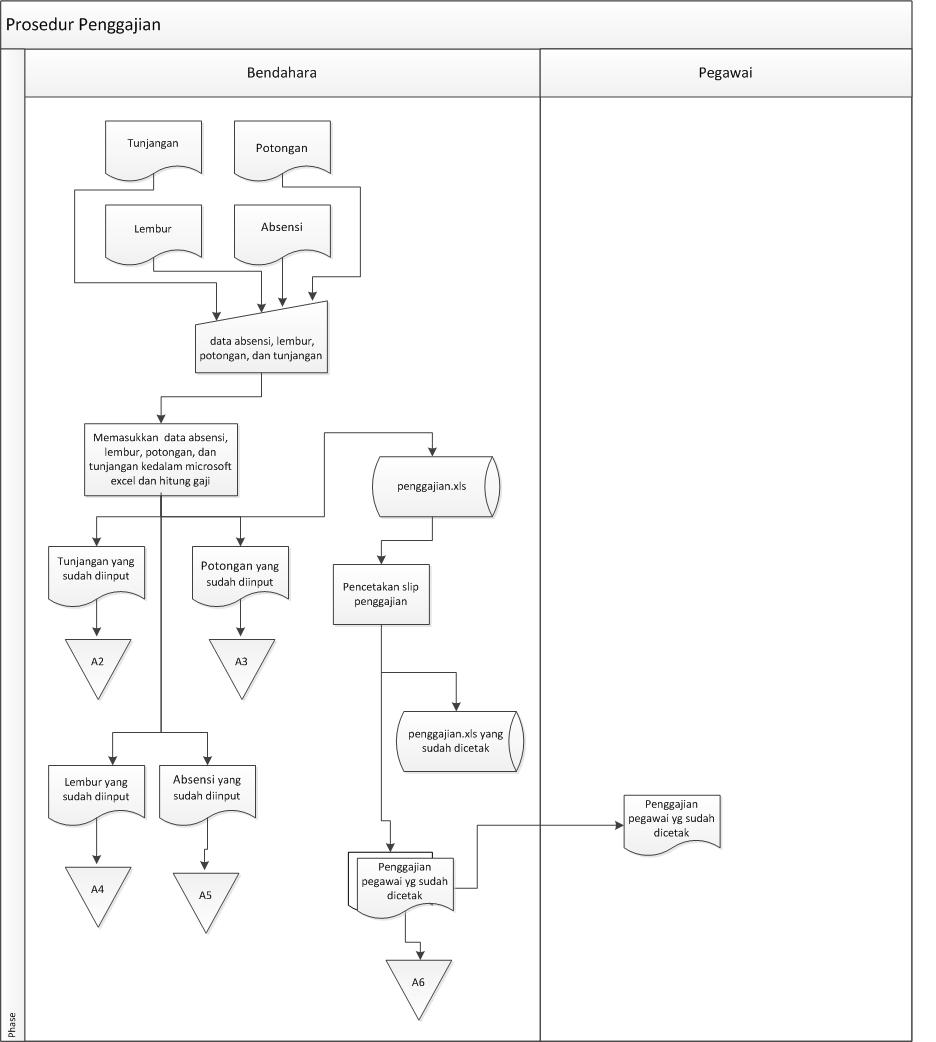 Prosedur Penggajian
Bendahara
Pegawai
Tunjangan
Potongan
Lembur
Absensi
data absensi, lembur,
potongan, dan tunjangan
Memasukkan data absensi,
lembur, potongan, dan
tunjangan kedalam microsoft
excel dan hitung gaji
penggajian.xls
Tunjangan yang
sudah diinput
Potongan yang
sudah diinput
Pencetakan slip
penggajian
A2
A3
penggajian.xls yang
sudah dicetak
Lembur yang
sudah diinput
Absensi yang
sudah diinput
Penggajian
pegawai yg sudah
dicetak
Penggajian
pegawai yg sudah
dicetak
A4
A5
A6
Phase